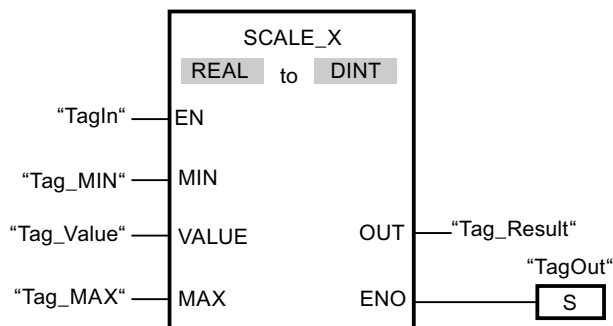 SCALE_X
REAL to DINT
“TagIn“ EN
“Tag_MIN“ MIN
“Tag_Value“ VALUE OUT “Tag_Result“
“TagOut“
“Tag_MAX“ MAX ENO S